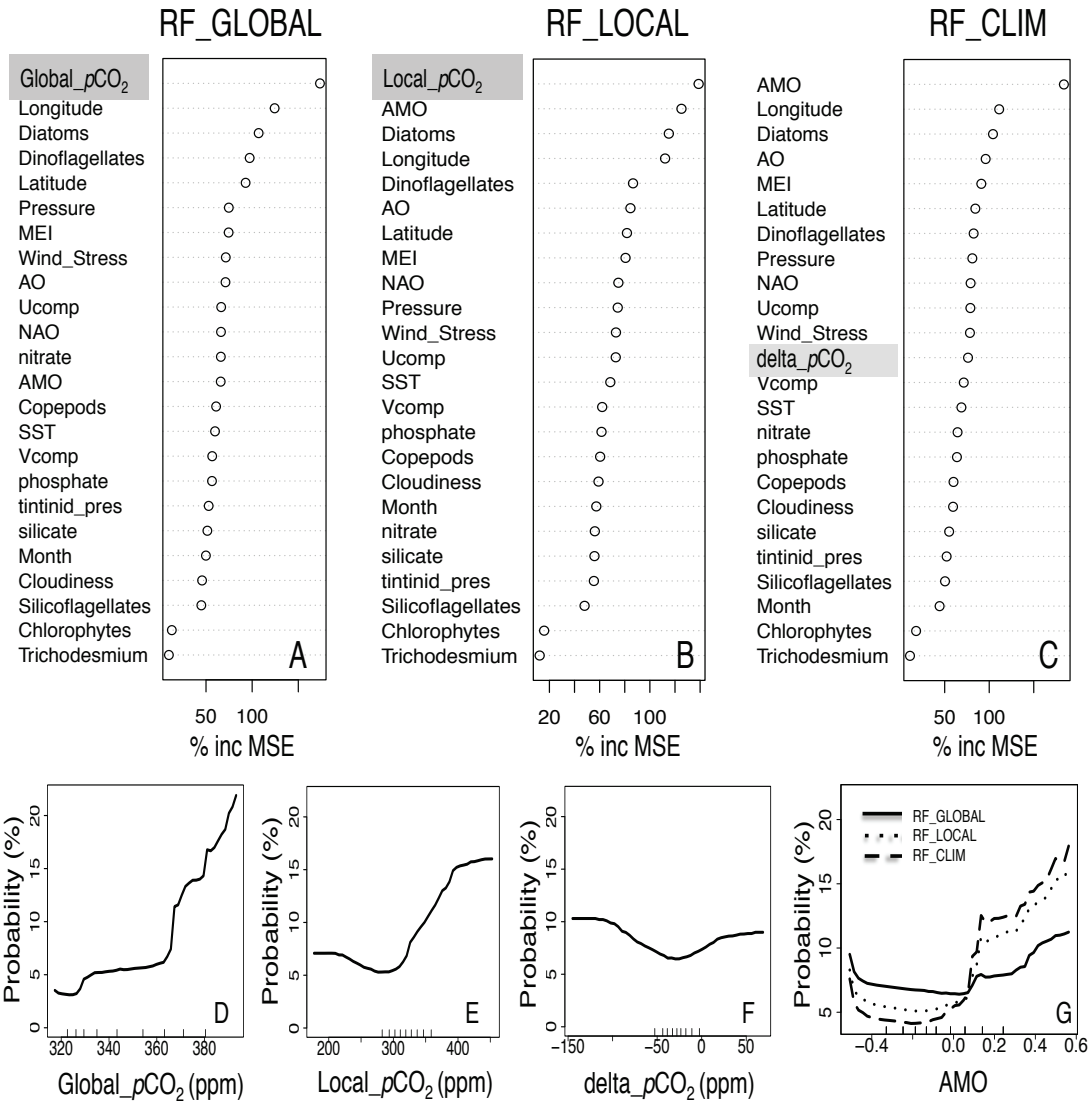 RF_GLOBAL
Global_pCO2
Longitude
Diatoms
Dinoflagellates
Latitude
Pressure
MEI
Wind_Stress
AO
Ucomp
NAO
nitrate
AMO
Copepods
SST
Vcomp
phosphate
tintinid_pres
silicate
Month
Cloudiness
Silicoflagellates
Chlorophytes
Trichodesmium
A
50 100
% inc MSE
RF_LOCAL
Local_pCO2
AMO
Diatoms
Longitude
Dinoflagellates
AO
Latitude
MEI
NAO
Pressure
Wind_Stress
Ucomp
SST
Vcomp
phosphate
Copepods
Cloudiness
Month
nitrate
silicate
tintinid_pres
Silicoflagellates
Chlorophytes
Trichodesmium
B
20 60 100
% inc MSE
RF_CLIM
AMO
Longitude
Diatoms
AO
MEI
Latitude
Dinoflagellates
Pressure
NAO
Ucomp
Wind_Stress
delta_pCO2
Vcomp
SST
nitrate
phosphate
Copepods
Cloudiness
silicate
tintinid_pres
Silicoflagellates
Month
Chlorophytes
Trichodesmium
C
50 100
% inc MSE
Probability (%)
0 5 10 15 20
D
320 340 360 380
Global_pCO2 (ppm)
Probability (%)
0 5 10 15 20
E
200 300 400
Local_pCO2 (ppm)
Probability (%)
0 5 10 15 20
F
−150 −50 0 50
delta_pCO2 (ppm)
Probability (%)
5 10 15 20
RF_GLOBAL
RF_LOCAL
RF_CLIM
G
−0.4 0.0 0.2 0.4 0.6
AMO